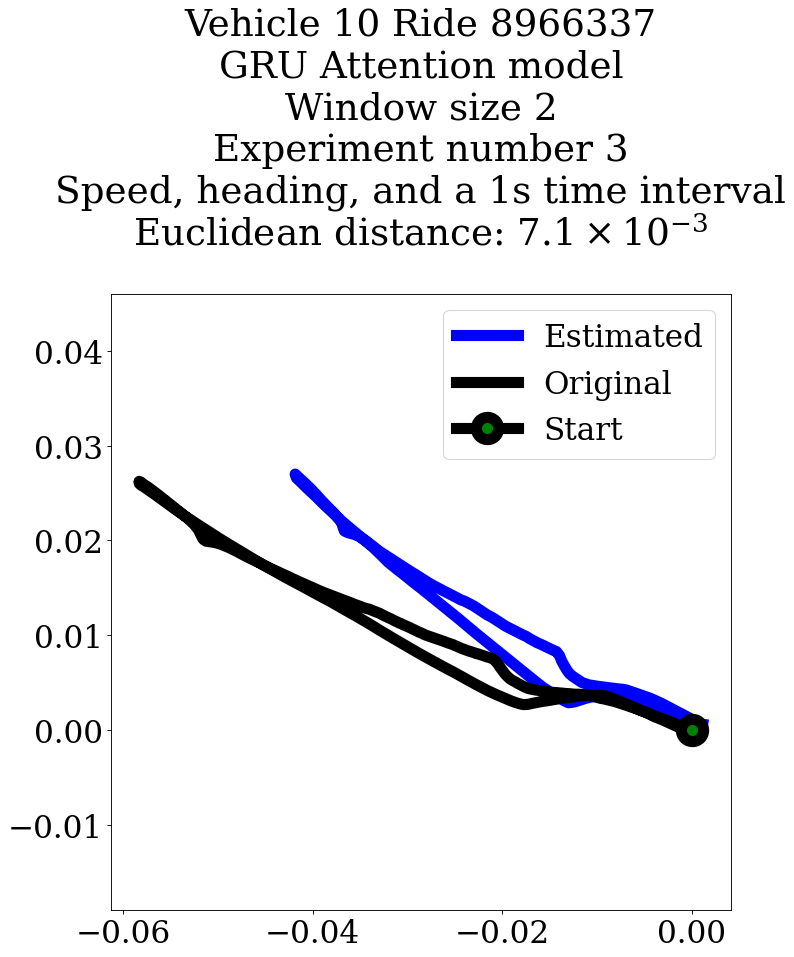 Vehicle 10 Ride 8966337
GRU Attention model
Window size 2
Experiment number 3
Speed, heading, and a 1s time interval
Euclidean distance: 7.1 × 10⁻³
Estimated
Original
Start
0.04
0.03
0.02
0.01
0.00
−0.01
−0.06
−0.04
−0.02
0.00